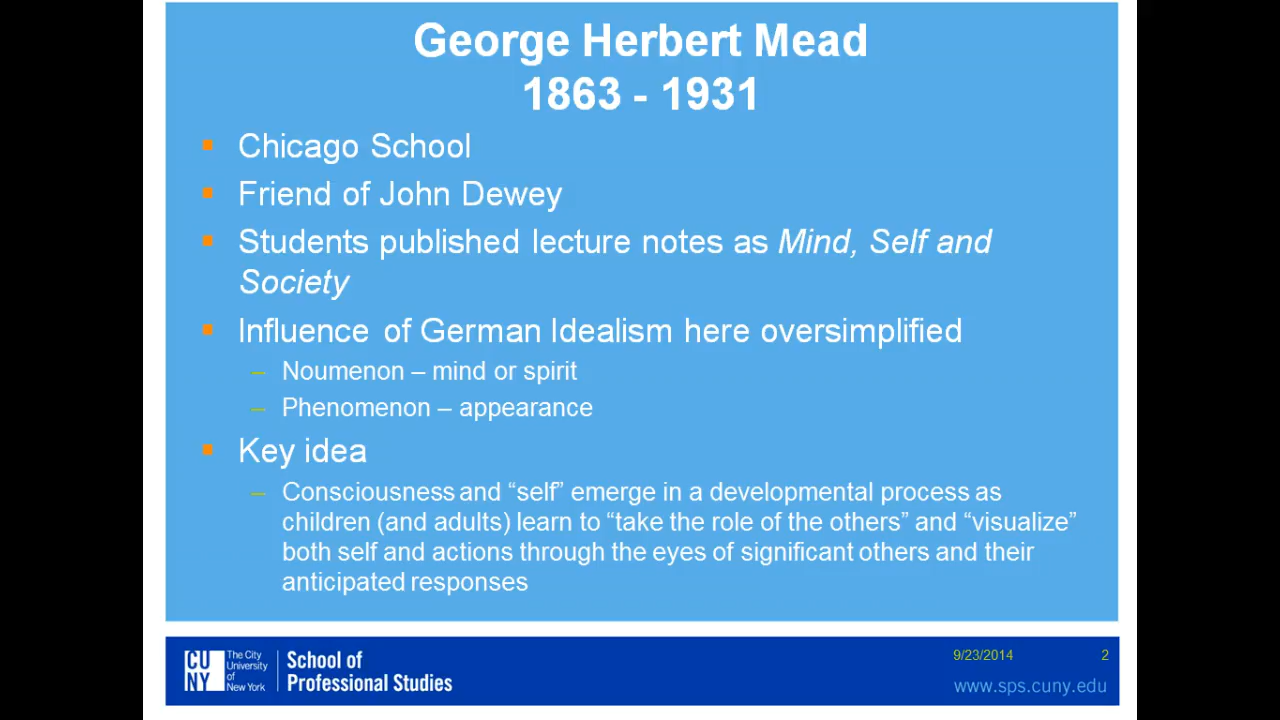 George Herbert Mead
1863 - 1931
▪ Chicago School
▪ Friend of John Dewey
▪ Students published lecture notes as Mind, Self and
Society
▪ Influence of German Idealism here oversimplified
– Noumenon – mind or spirit
– Phenomenon – appearance
▪ Key idea
– Consciousness and “self” emerge in a developmental process as
children (and adults) learn to “take the role of the others” and “visualize”
both self and actions through the eyes of significant others and their
anticipated responses
CU
NY
The City
University
of
New York
School of
Professional Studies
9/23/2014
2
www.sps.cuny.edu